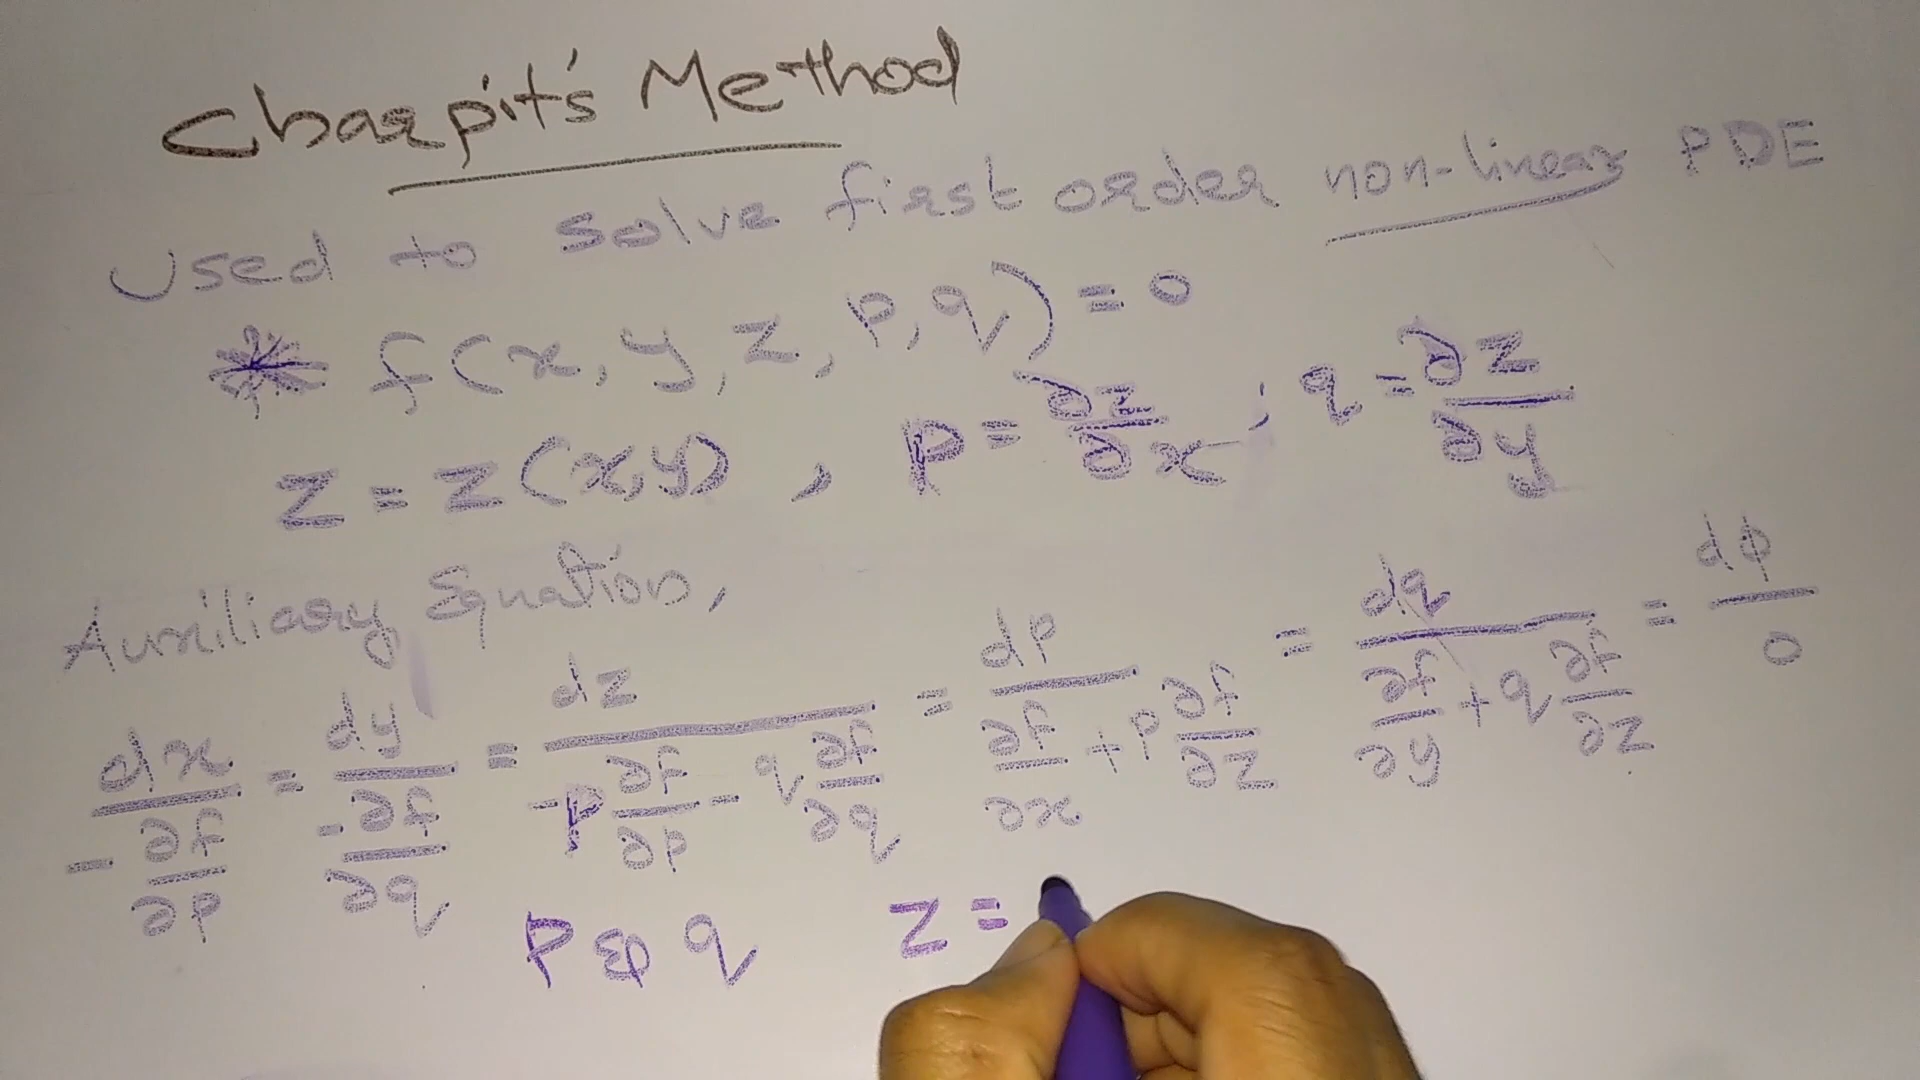 Charpit's Method
Used to solve first order non-linear PDE
* f(x, y, z, p, q) = 0
z = z(x,y) , p = ∂z/∂x ; q = ∂z/∂y
Auxiliary Equation,
dx/(-∂f/∂p) = dy/(-∂f/∂q) = dz/(-p ∂f/∂p - q ∂f/∂q) = dp/(∂f/∂x + p ∂f/∂z) = dq/(∂f/∂y + q ∂f/∂z) = dϕ/0
p & q z =